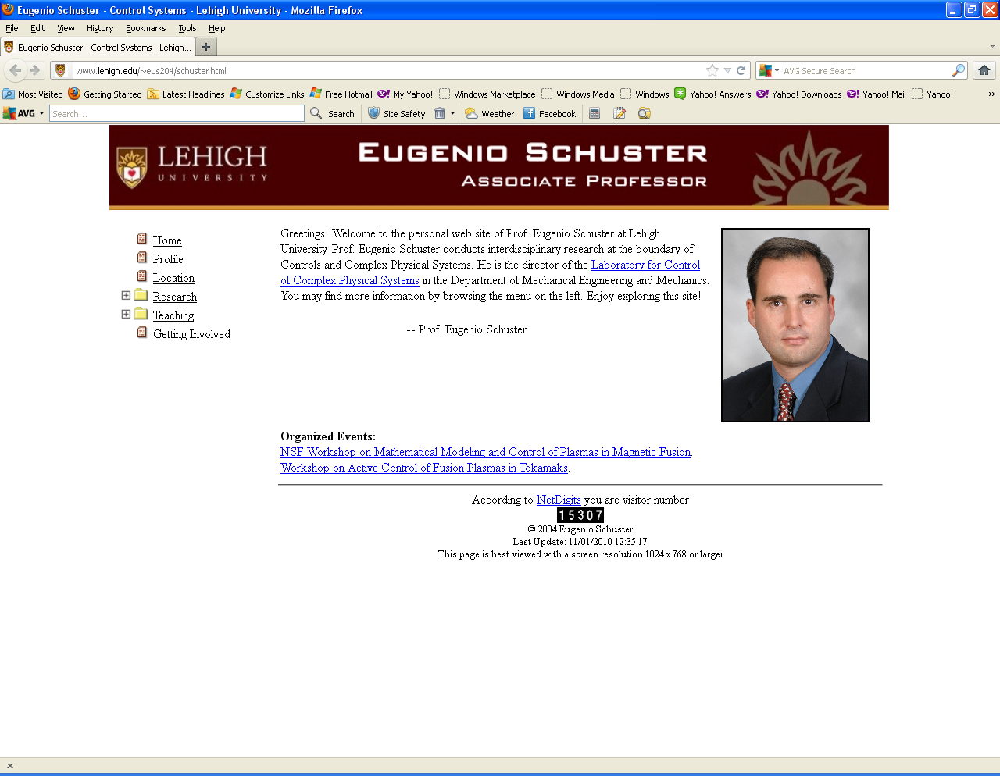 Eugenio Schuster - Control Systems - Lehigh University - Mozilla Firefox
File Edit View History Bookmarks Tools Help
Eugenio Schuster - Control Systems - Lehigh...
www.lehigh.edu/~eus204/schuster.html
AVG Secure Search
Most Visited Getting Started Latest Headlines Customize Links Free Hotmail My Yahoo! Windows Marketplace Windows Media Windows Yahoo! Answers Yahoo! Downloads Yahoo! Mail Yahoo! »
AVG Search... Search Site Safety Weather Facebook
LEHIGH
UNIVERSITY
EUGENIO SCHUSTER
ASSOCIATE PROFESSOR
Home
Profile
Location
Research
Teaching
Getting Involved
Greetings! Welcome to the personal web site of Prof. Eugenio Schuster at Lehigh
University. Prof. Eugenio Schuster conducts interdisciplinary research at the boundary of
Controls and Complex Physical Systems. He is the director of the Laboratory for Control
of Complex Physical Systems in the Department of Mechanical Engineering and Mechanics.
You may find more information by browsing the menu on the left. Enjoy exploring this site!
-- Prof. Eugenio Schuster
Organized Events:
NSF Workshop on Mathematical Modeling and Control of Plasmas in Magnetic Fusion.
Workshop on Active Control of Fusion Plasmas in Tokamaks.
According to NetDigits you are visitor number
15307
© 2004 Eugenio Schuster
Last Update: 11/01/2010 12:35:17
This page is best viewed with a screen resolution 1024 x 768 or larger